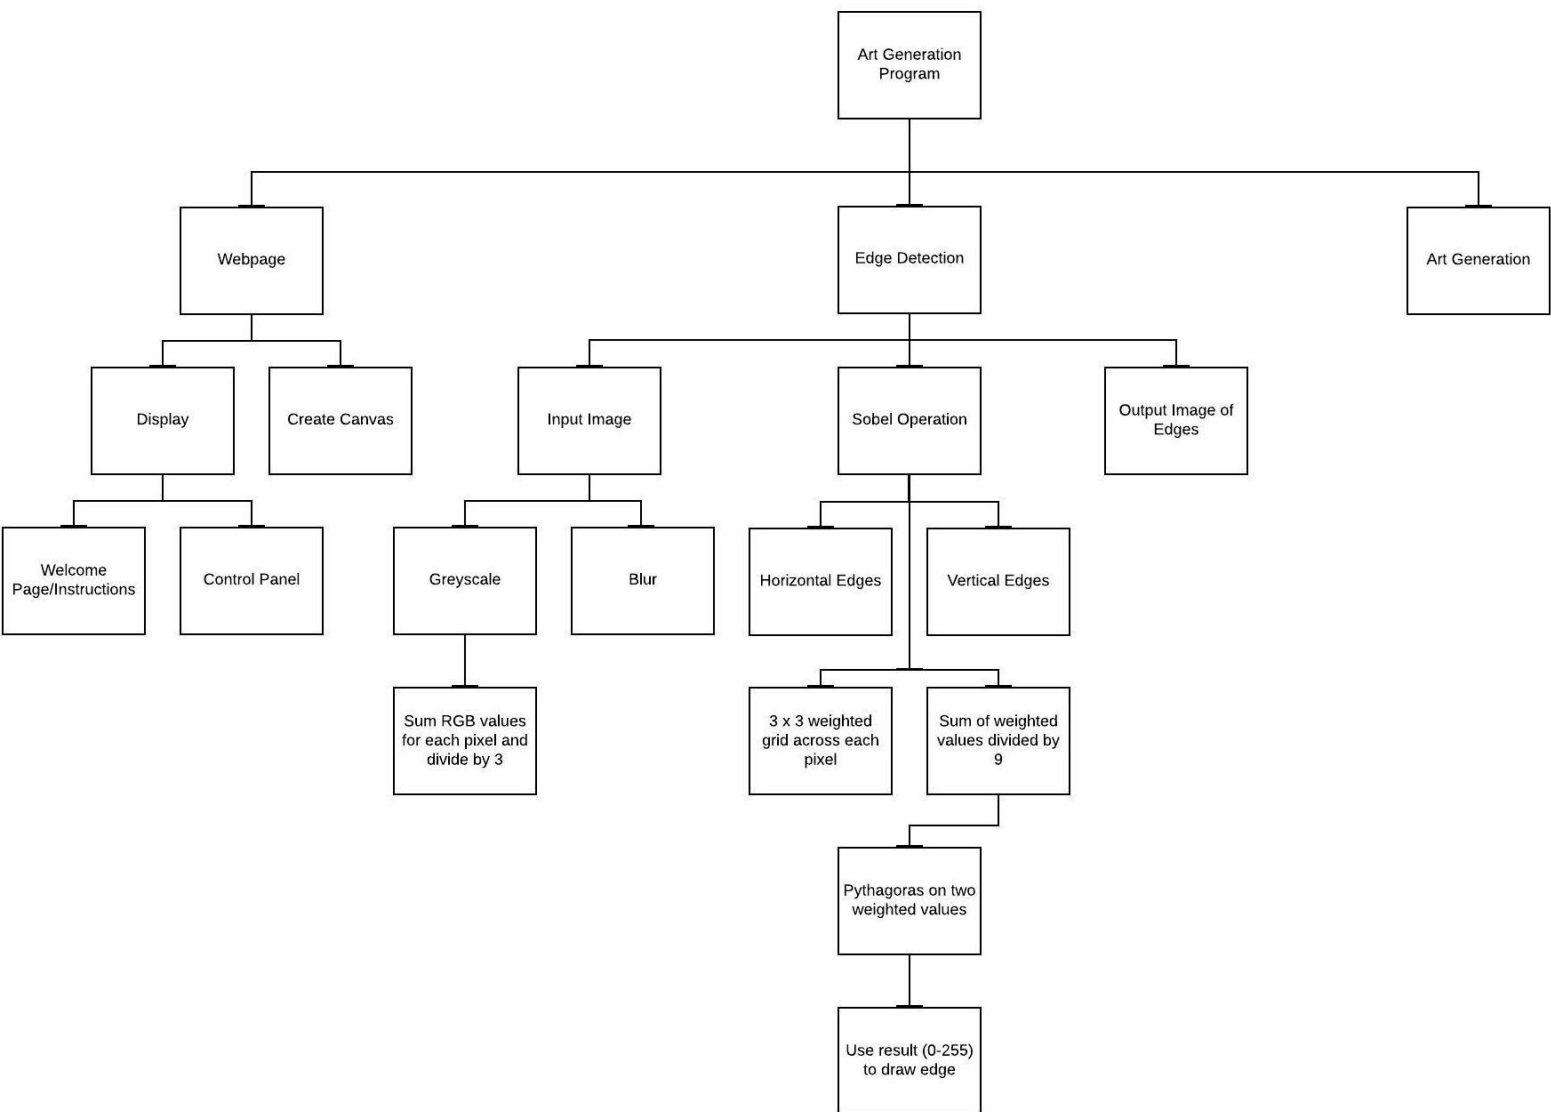 Art Generation
Program
Webpage
Edge Detection
Art Generation
Display
Create Canvas
Input Image
Sobel Operation
Output Image of
Edges
Welcome
Page/Instructions
Control Panel
Greyscale
Blur
Horizontal Edges
Vertical Edges
Sum RGB values
for each pixel and
divide by 3
3 x 3 weighted
grid across each
pixel
Sum of weighted
values divided by
9
Pythagoras on two
weighted values
Use result (0-255)
to draw edge